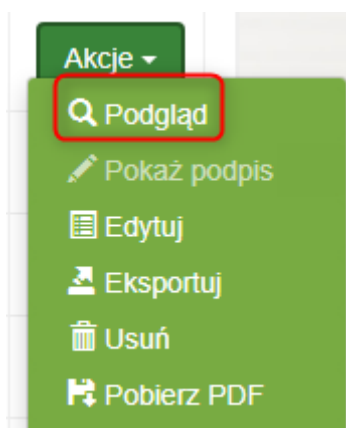 Akcje
Podgląd
Pokaż podpis
Edytuj
Eksportuj
Usuń
Pobierz PDF